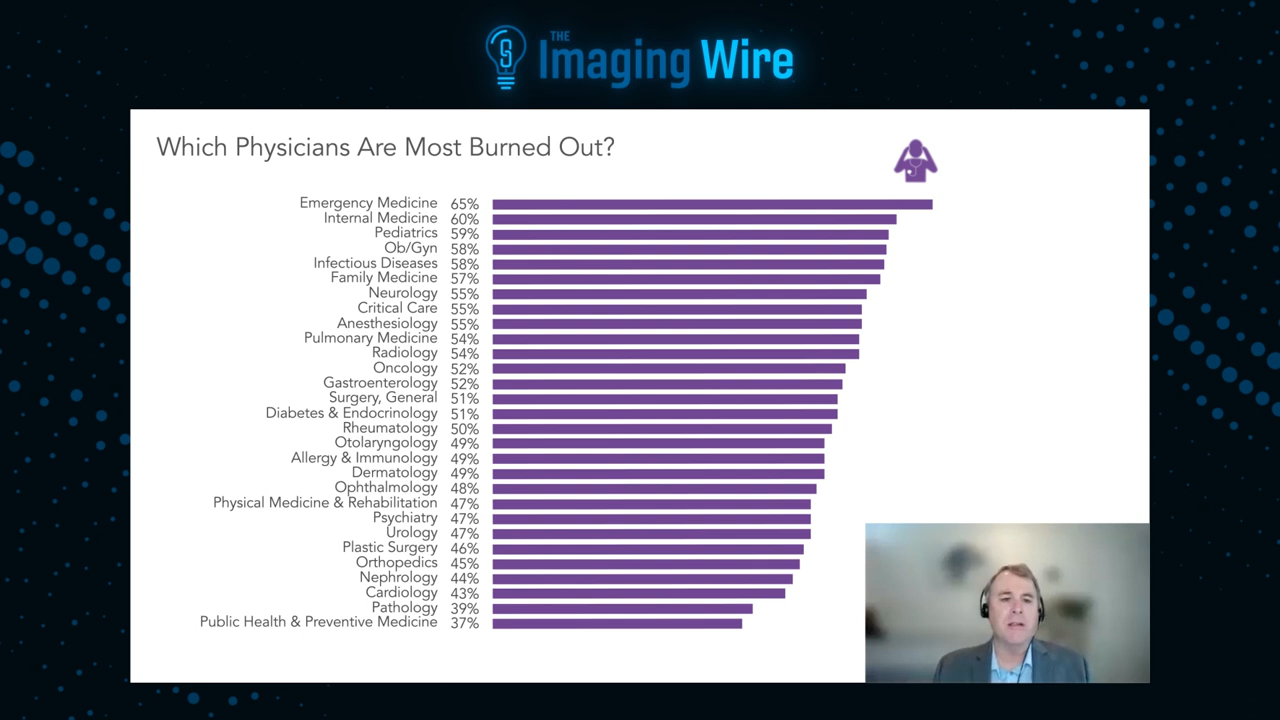 THE
Imaging Wire
Which Physicians Are Most Burned Out?
Emergency Medicine 65%
Internal Medicine 60%
Pediatrics 59%
Ob/Gyn 58%
Infectious Diseases 58%
Family Medicine 57%
Neurology 55%
Critical Care 55%
Anesthesiology 55%
Pulmonary Medicine 54%
Radiology 54%
Oncology 52%
Gastroenterology 52%
Surgery, General 51%
Diabetes & Endocrinology 51%
Rheumatology 50%
Otolaryngology 49%
Allergy & Immunology 49%
Dermatology 49%
Ophthalmology 48%
Physical Medicine & Rehabilitation 47%
Psychiatry 47%
Urology 47%
Plastic Surgery 46%
Orthopedics 45%
Nephrology 44%
Cardiology 43%
Pathology 39%
Public Health & Preventive Medicine 37%